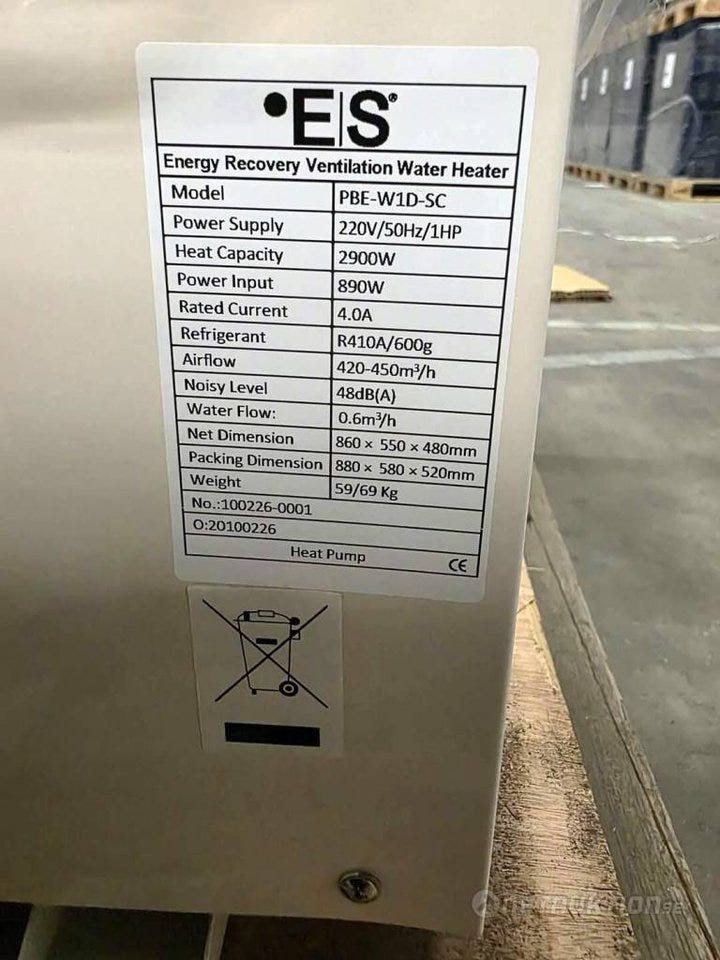 •E|S®
Energy Recovery Ventilation Water Heater
Model PBE-W1D-SC
Power Supply 220V/50Hz/1HP
Heat Capacity 2900W
Power Input 890W
Rated Current 4.0A
Refrigerant R410A/600g
Airflow 420-450m³/h
Noisy Level 48dB(A)
Water Flow: 0.6m³/h
Net Dimension 860 × 550 × 480mm
Packing Dimension 880 × 580 × 520mm
Weight 59/69 Kg
No.:100226-0001
O:20100226
Heat Pump CE